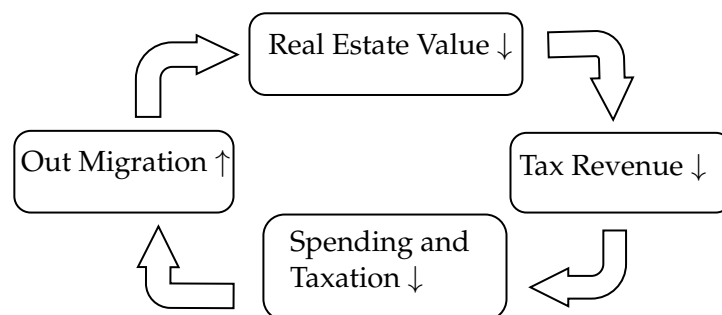 Real Estate Value ↓
Out Migration ↑
Tax Revenue ↓
Spending and
Taxation ↓